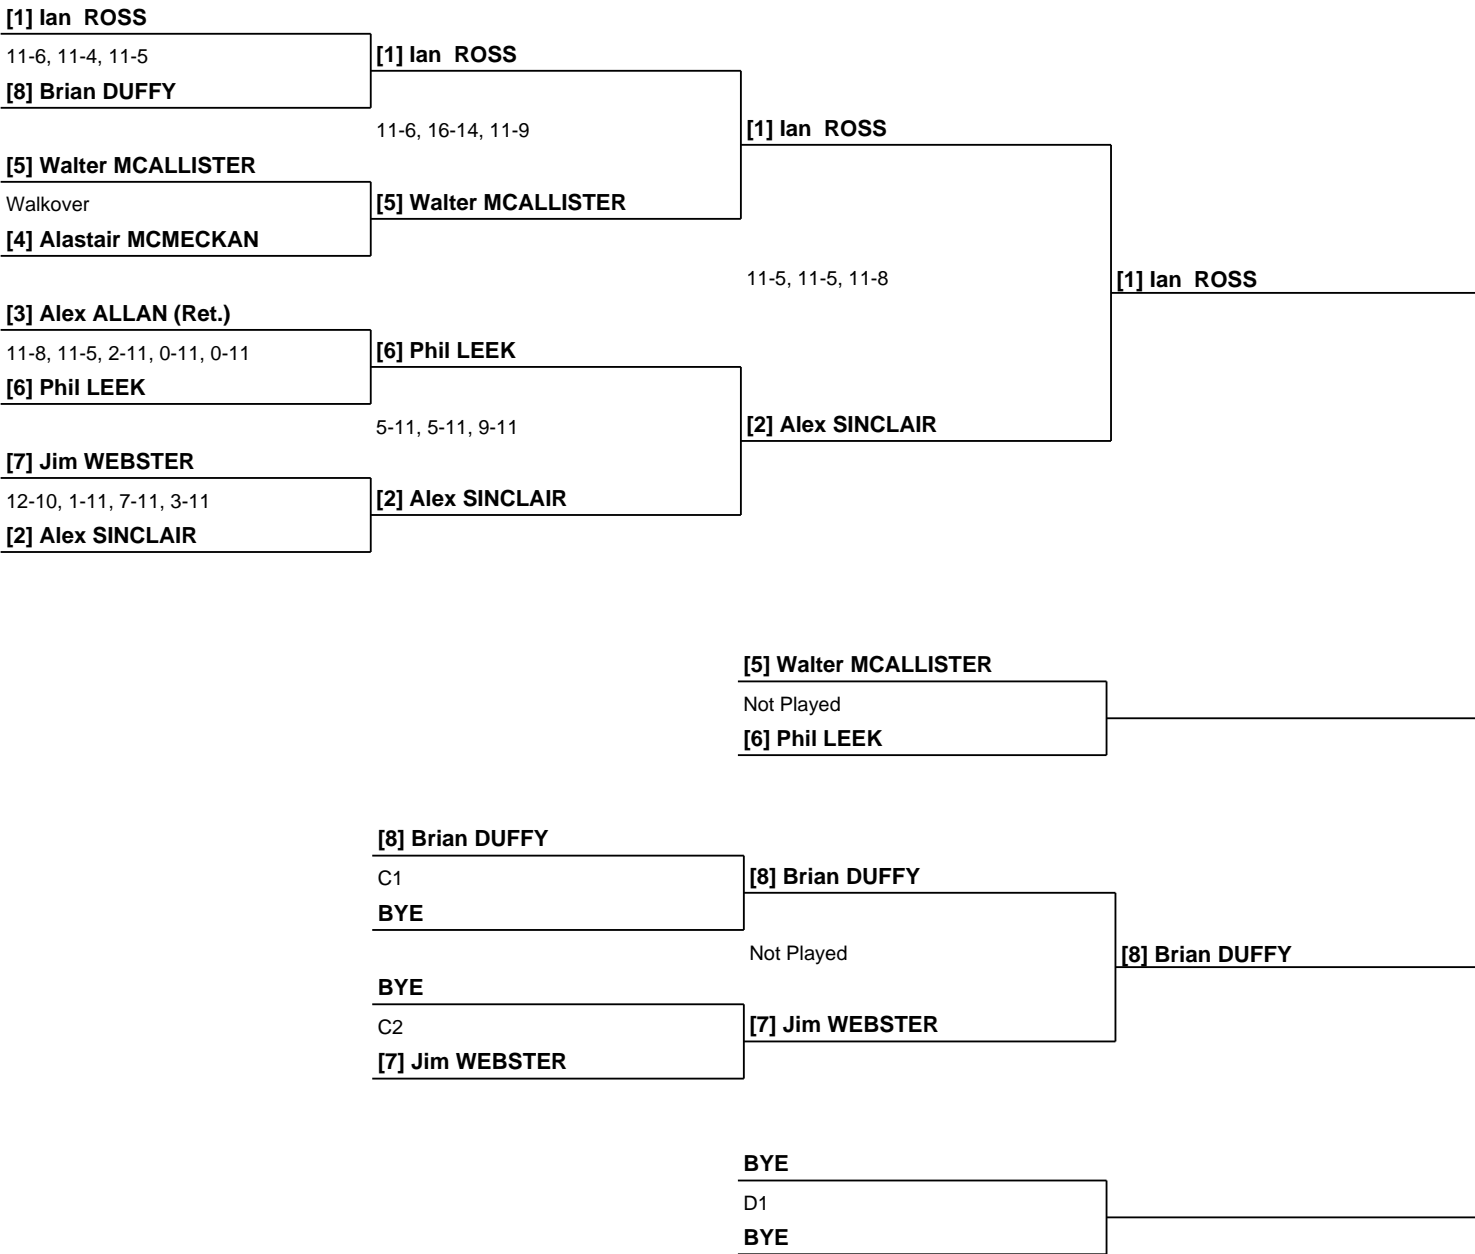 [1] Ian  ROSS
11-6, 11-4, 11-5
[1] Ian  ROSS
[8] Brian DUFFY
11-6, 16-14, 11-9
[1] Ian  ROSS
[5] Walter MCALLISTER
Walkover
[5] Walter MCALLISTER
[4] Alastair MCMECKAN
11-5, 11-5, 11-8
[1] Ian  ROSS
[3] Alex ALLAN (Ret.)
11-8, 11-5, 2-11, 0-11, 0-11
[6] Phil LEEK
[6] Phil LEEK
5-11, 5-11, 9-11
[2] Alex SINCLAIR
[7] Jim WEBSTER
12-10, 1-11, 7-11, 3-11
[2] Alex SINCLAIR
[2] Alex SINCLAIR
[5] Walter MCALLISTER
Not Played
[6] Phil LEEK
[8] Brian DUFFY
C1
[8] Brian DUFFY
BYE
Not Played
[8] Brian DUFFY
BYE
C2
[7] Jim WEBSTER
[7] Jim WEBSTER
BYE
D1
BYE